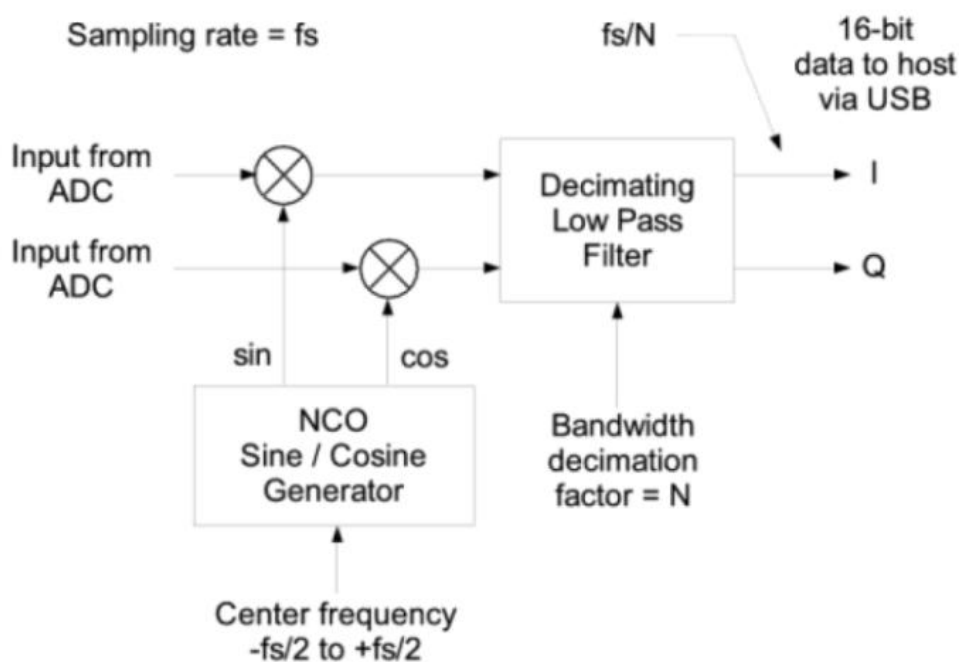 Sampling rate = fs
fs/N
16-bit
data to host
via USB
Input from
ADC
Input from
ADC
Decimating
Low Pass
Filter
I
Q
sin
cos
NCO
Sine / Cosine
Generator
Bandwidth
decimation
factor = N
Center frequency
-fs/2 to +fs/2